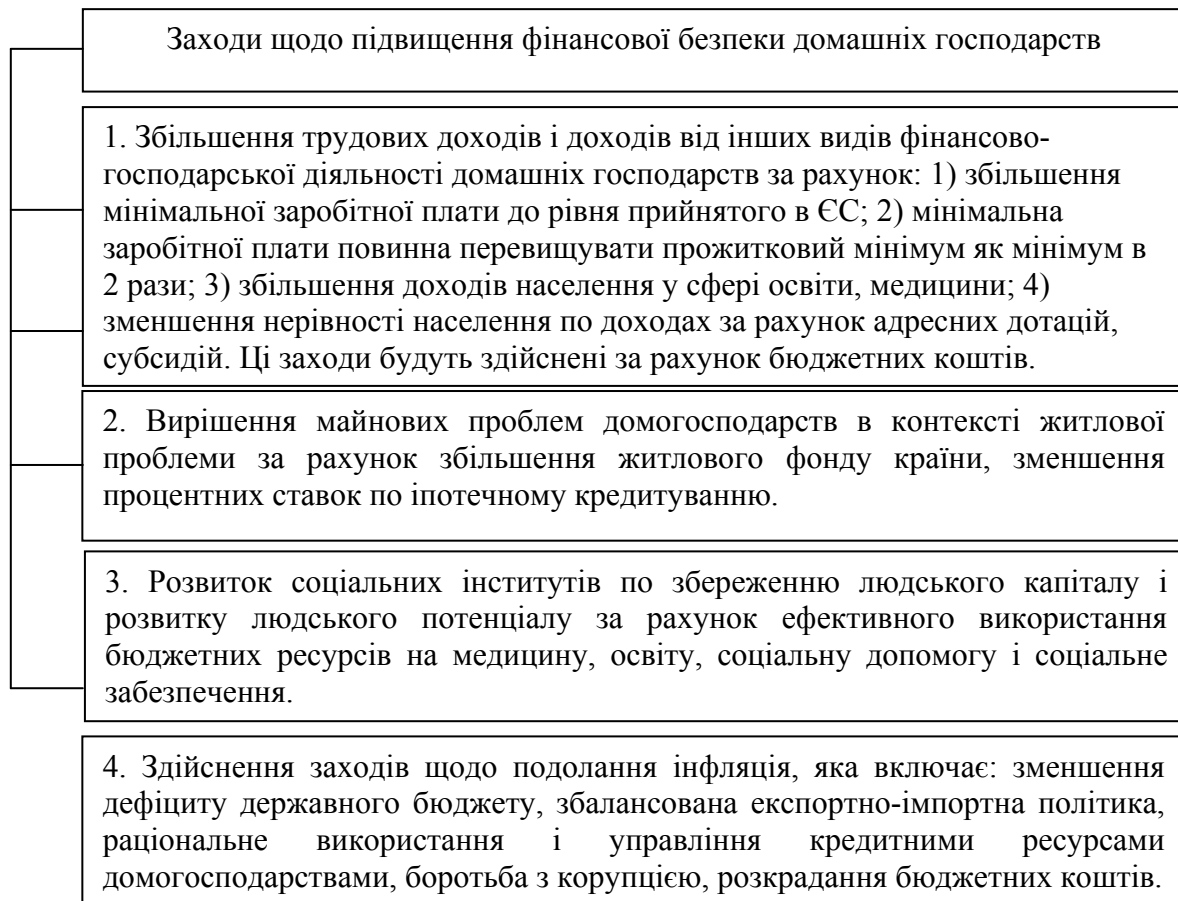 Заходи щодо підвищення фінансової безпеки домашніх господарств
1. Збільшення трудових доходів і доходів від інших видів фінансово-
господарської діяльності домашніх господарств за рахунок: 1) збільшення
мінімальної заробітної плати до рівня прийнятого в ЄС; 2) мінімальна
заробітної плати повинна перевищувати прожитковий мінімум як мінімум в
2 рази; 3) збільшення доходів населення у сфері освіти, медицини; 4)
зменшення нерівності населення по доходах за рахунок адресних дотацій,
субсидій. Ці заходи будуть здійснені за рахунок бюджетних коштів.
2. Вирішення майнових проблем домогосподарств в контексті житлової
проблеми за рахунок збільшення житлового фонду країни, зменшення
процентних ставок по іпотечному кредитуванню.
3. Розвиток соціальних інститутів по збереженню людського капіталу і
розвитку людського потенціалу за рахунок ефективного використання
бюджетних ресурсів на медицину, освіту, соціальну допомогу і соціальне
забезпечення.
4. Здійснення заходів щодо подолання інфляція, яка включає: зменшення
дефіциту державного бюджету, збалансована експортно-імпортна політика,
раціональне використання і управління кредитними ресурсами
домогосподарствами, боротьба з корупцією, розкрадання бюджетних коштів.